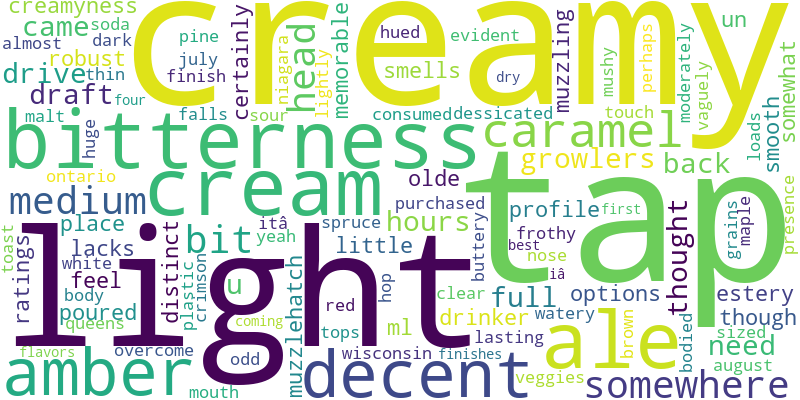 creamyness
came
soda
almost
dark
pine
robust
july
drive
thin
finish
draft
four
malt
falls
huge
certainly
sour
niagara
head
lightly
memorable
creamy
hued
evident
smells
dry
consumed
dessicated
muzzling
mushy
touch
perhaps
vaguely
moderately
un
loads
smooth
somewhat
bitterness
caramel
growlers
back
ontario
cream
olde
tap
medium
place
lacks
white
feel
body
queens
poured
toast
ratings
flavors
overcome
light
distinct
plastic
crimson
bit
u
yeah
itâ
coming
odd
mouth
muzzlehatch
spruce
little
red
tops
hop
purchased
hours
ml
wisconsin
clear
drinker
lasting
finishes
buttery
profile
first
frothy
best
nose
iâ
full
options
watery
veggies
ale
brown
thought
bodied
grains
maple
presence
estery
though
need
sized
august
amber
decent
somewhere